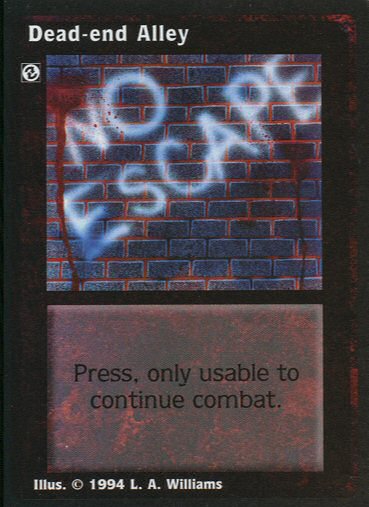 Dead-end Alley
NO
ESCAPE
Press, only usable to
continue combat.
Illus. © 1994 L. A. Williams